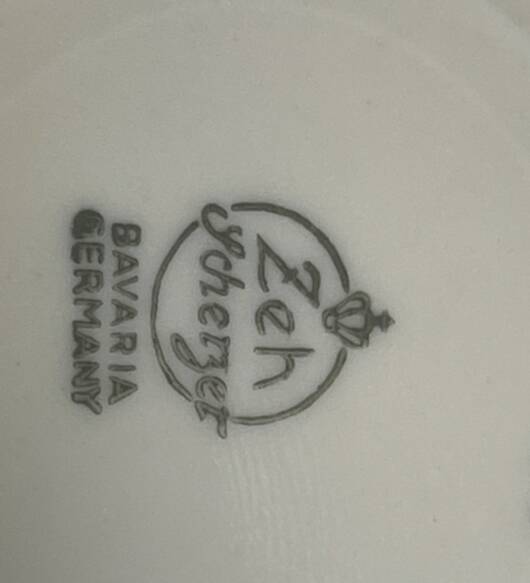 Zeh
Scherzer
BAVARIA
GERMANY